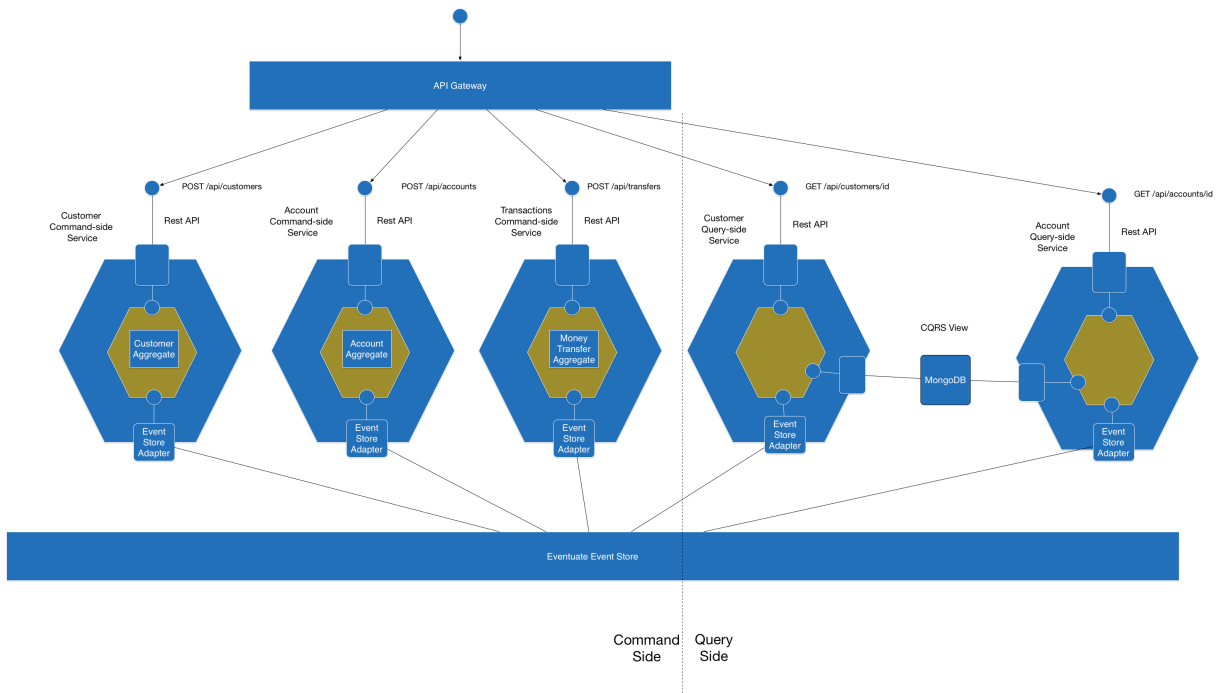 API Gateway
POST /api/customers
POST /api/accounts
POST /api/transfers
GET /api/customers/id
GET /api/accounts/id
Customer
Command-side
Service
Rest API
Account
Command-side
Service
Rest API
Transactions
Command-side
Service
Rest API
Customer
Query-side
Service
Rest API
Account
Query-side
Service
Rest API
Customer
Aggregate
Account
Aggregate
Money
Transfer
Aggregate
CQRS View
MongoDB
Event
Store
Adapter
Event
Store
Adapter
Event
Store
Adapter
Event
Store
Adapter
Event
Store
Adapter
Eventuate Event Store
Command
Side
Query
Side